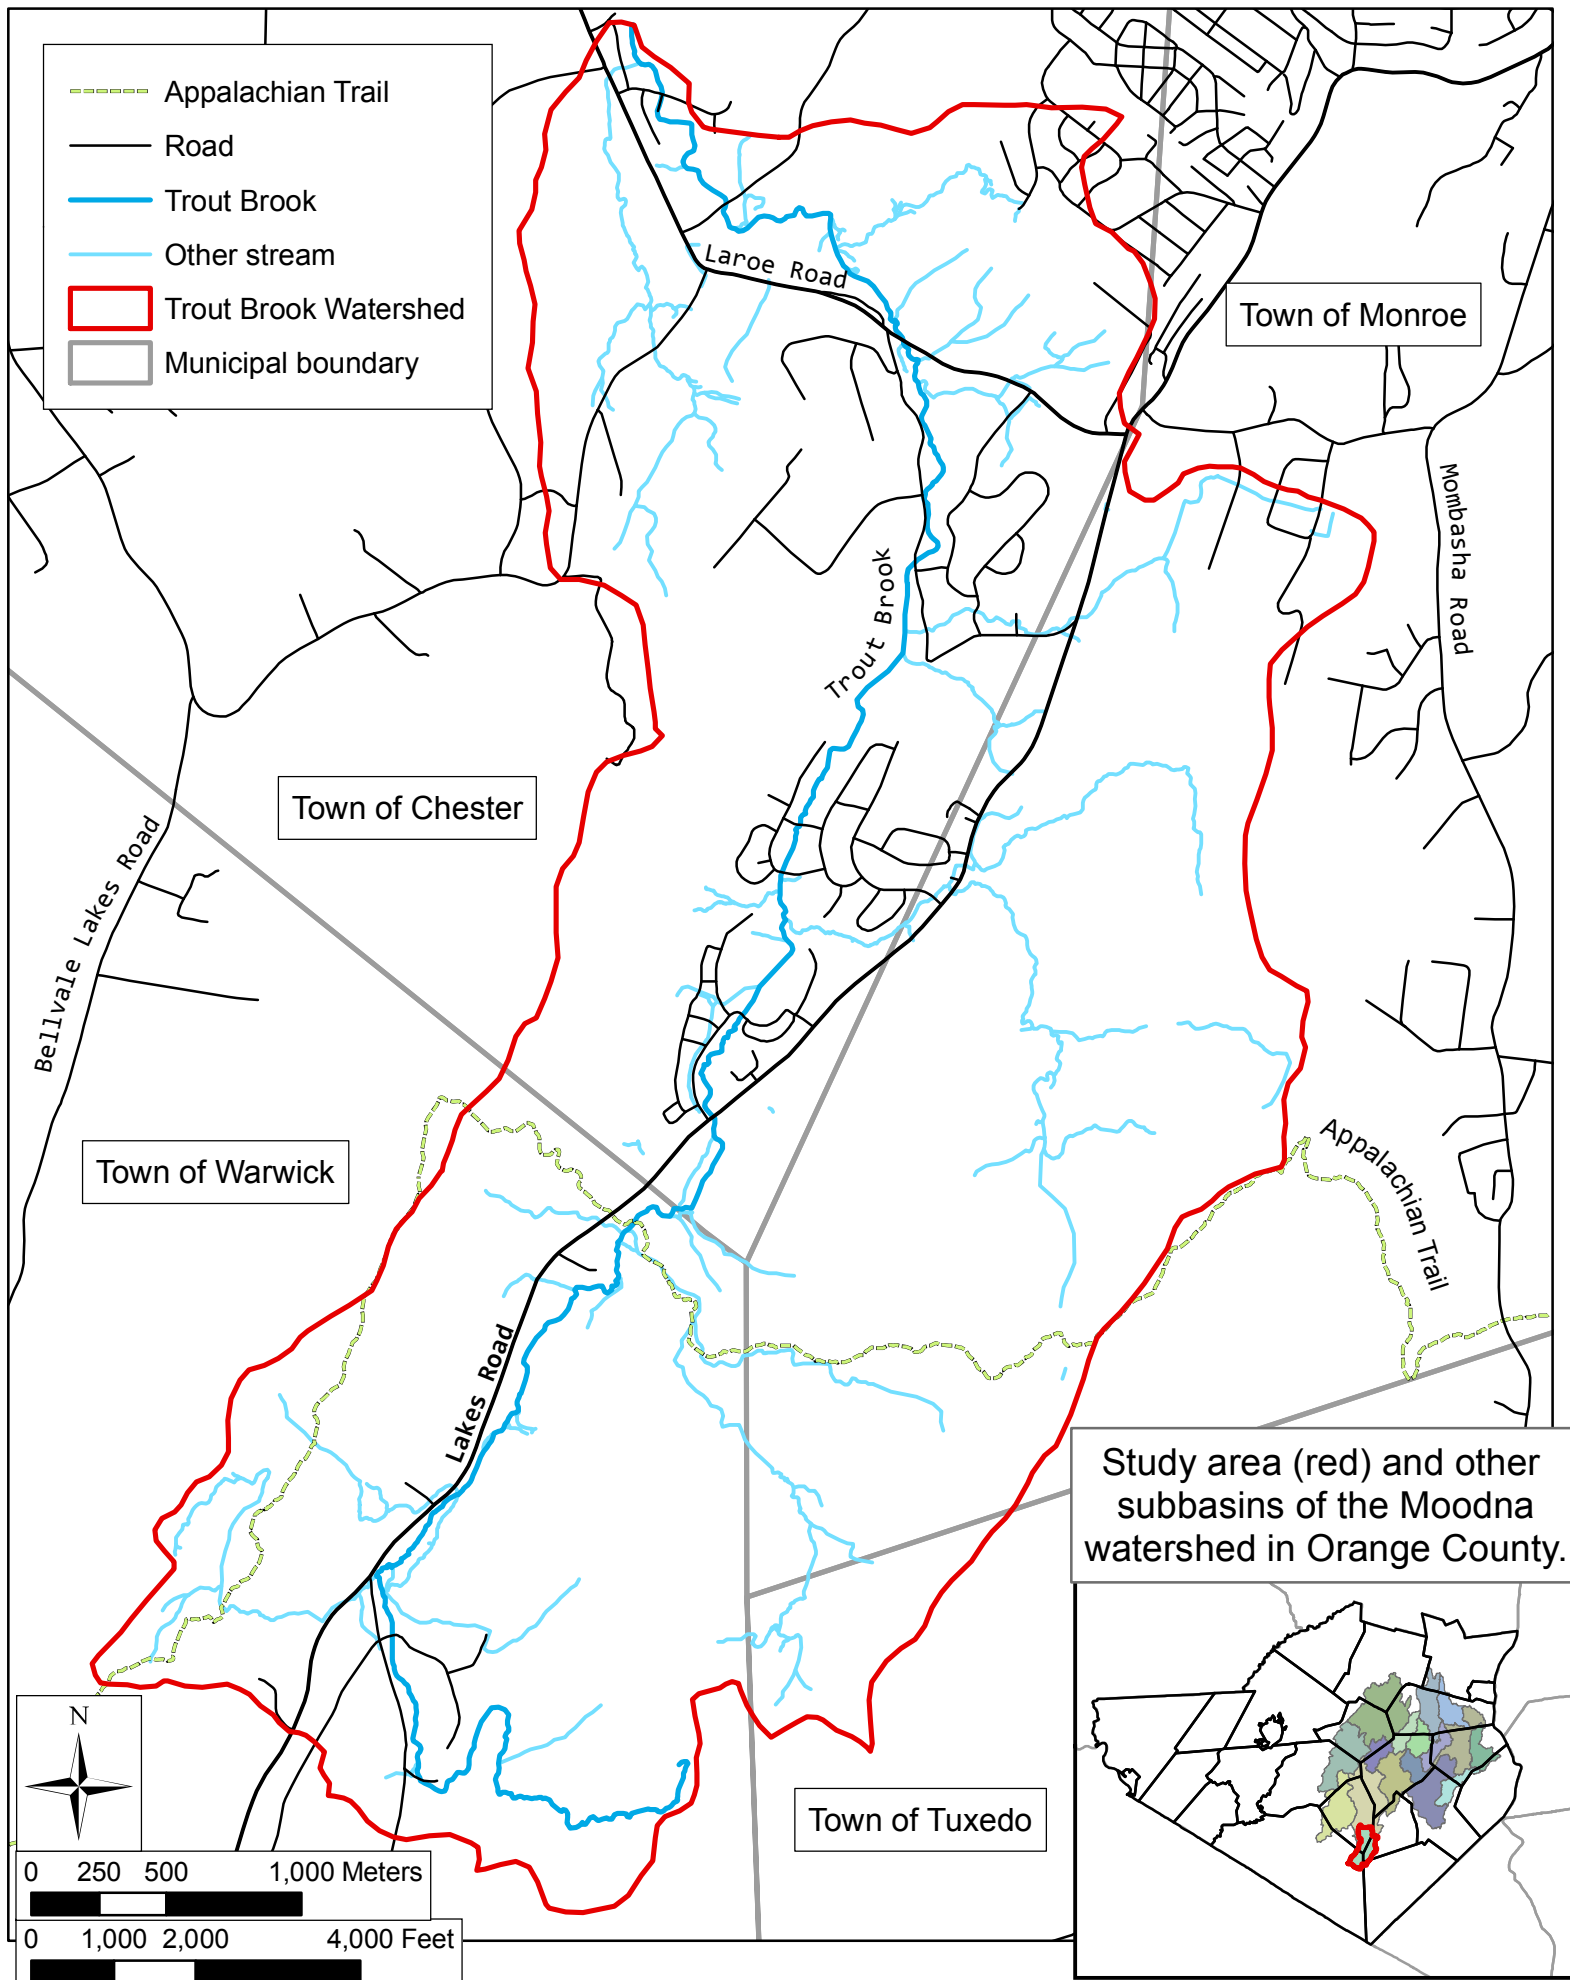 Appalachian Trail
Road
Trout Brook
Other stream
Trout Brook Watershed
Municipal boundary
Laroe Road
Town of Monroe
Mombasha Road
Trout Brook
Town of Chester
Bellvale Lakes Road
Town of Warwick
Appalachian Trail
Lakes Road
Study area (red) and other
subbasins of the Moodna
watershed in Orange County.
N
Town of Tuxedo
0 250 500 1,000 Meters
0 1,000 2,000 4,000 Feet